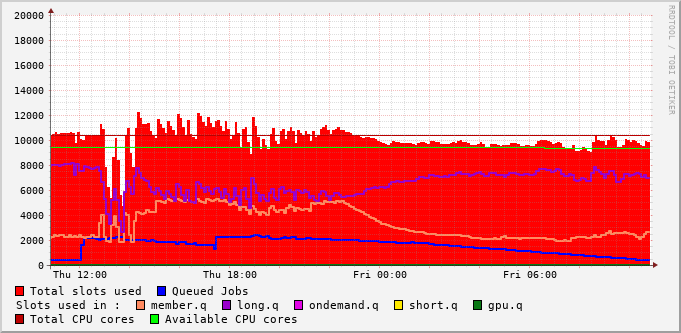 20000
18000
16000
14000
12000
10000
8000
6000
4000
2000
0
Thu 12:00 Thu 18:00 Fri 00:00 Fri 06:00
RRDTOOL / TOBI OETIKER
Total slots used Queued Jobs
Slots used in : member.q long.q ondemand.q short.q gpu.q
Total CPU cores Available CPU cores